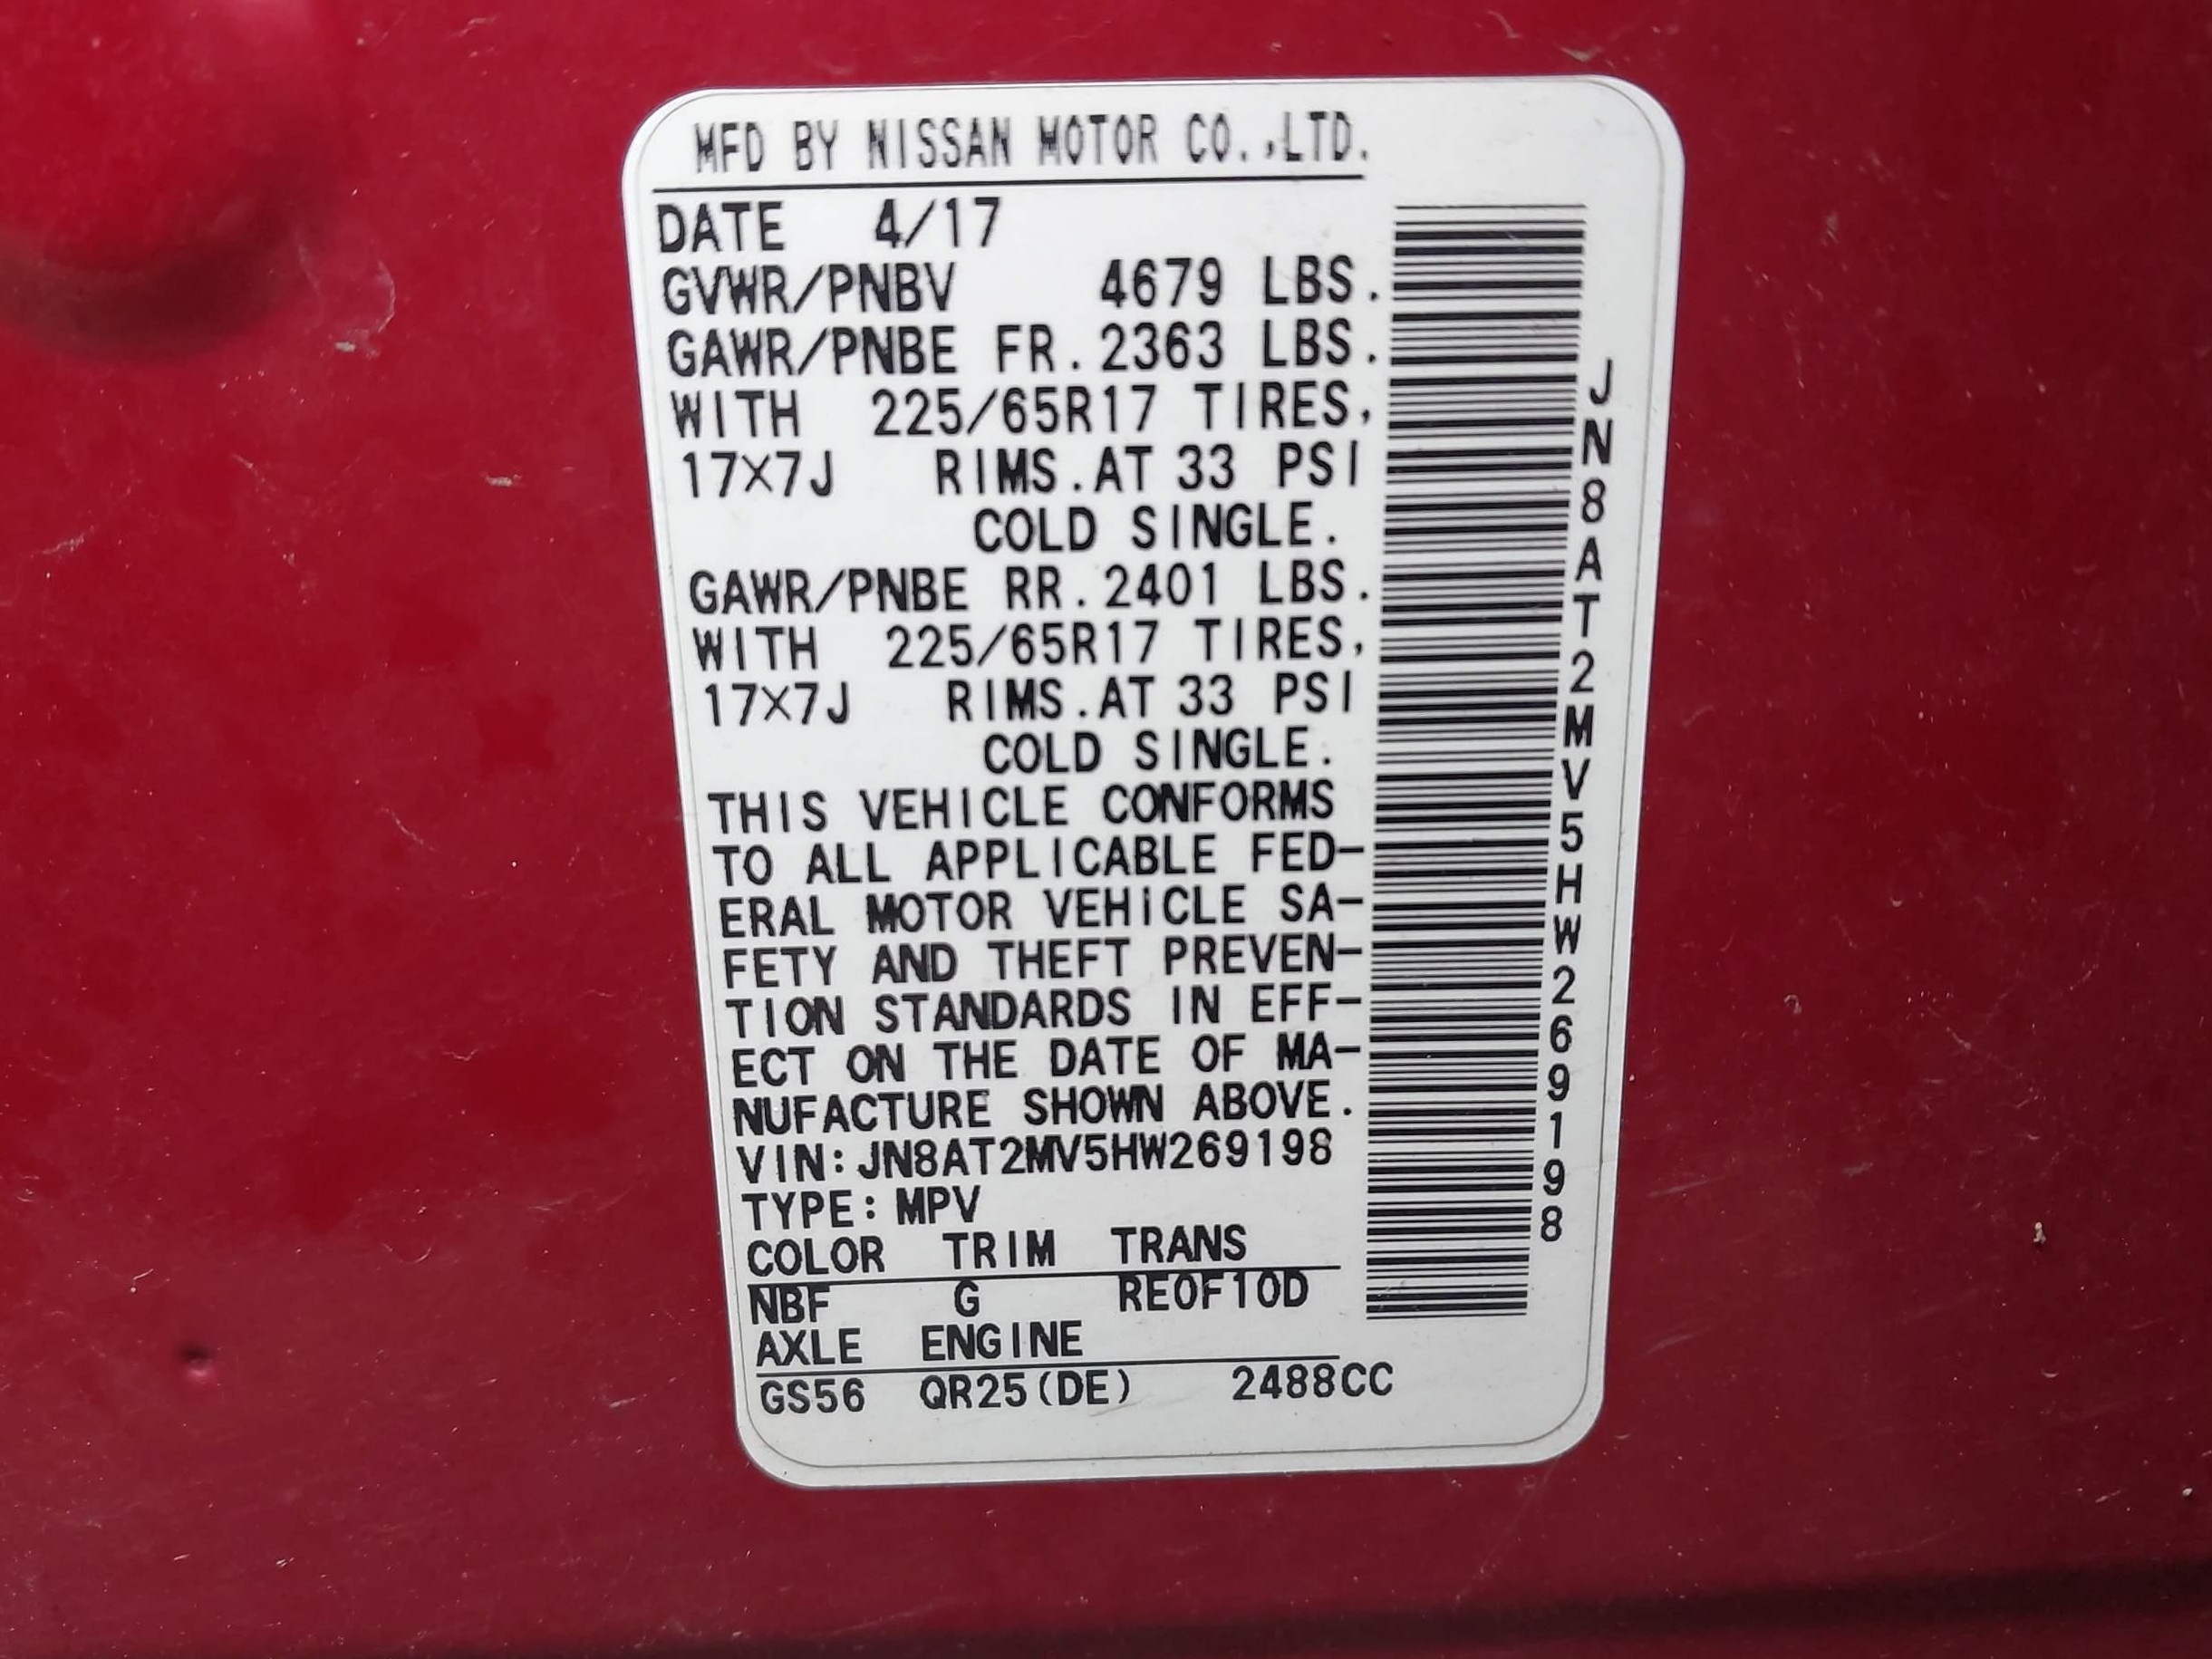 MFD BY NISSAN MOTOR CO.,LTD.
DATE 4/17
GVWR/PNBV 4679 LBS.
GAWR/PNBE FR.2363 LBS.
WITH 225/65R17 TIRES,
17X7J RIMS.AT 33 PSI
COLD SINGLE.
GAWR/PNBE RR.2401 LBS.
WITH 225/65R17 TIRES,
17X7J RIMS.AT 33 PSI
COLD SINGLE.
THIS VEHICLE CONFORMS
TO ALL APPLICABLE FED-
ERAL MOTOR VEHICLE SA-
FETY AND THEFT PREVEN-
TION STANDARDS IN EFF-
ECT ON THE DATE OF MA-
NUFACTURE SHOWN ABOVE.
VIN:JN8AT2MV5HW269198
TYPE:MPV
COLOR TRIM TRANS
NBF G RE0F10D
AXLE ENGINE
GS56 QR25(DE) 2488CC
JN8AT2MV5HW269198